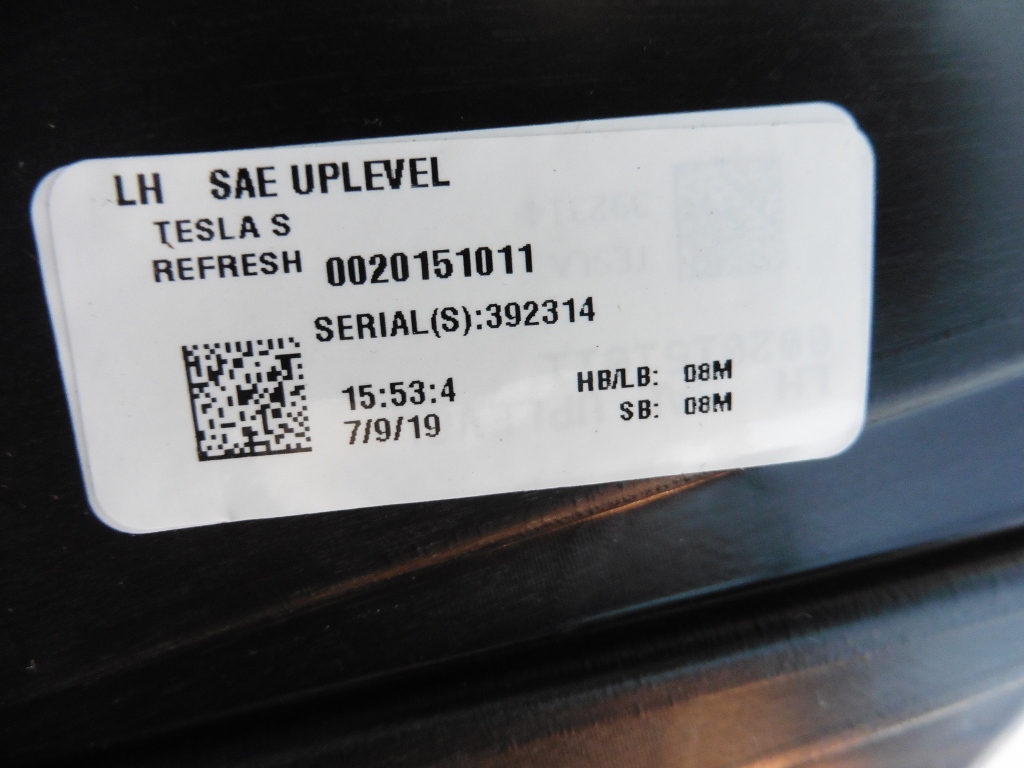 LH SAE UPLEVEL
TESLA S
REFRESH 0020151011
SERIAL(S):392314
15:53:4 HB/LB: 08M
7/9/19 SB: 08M